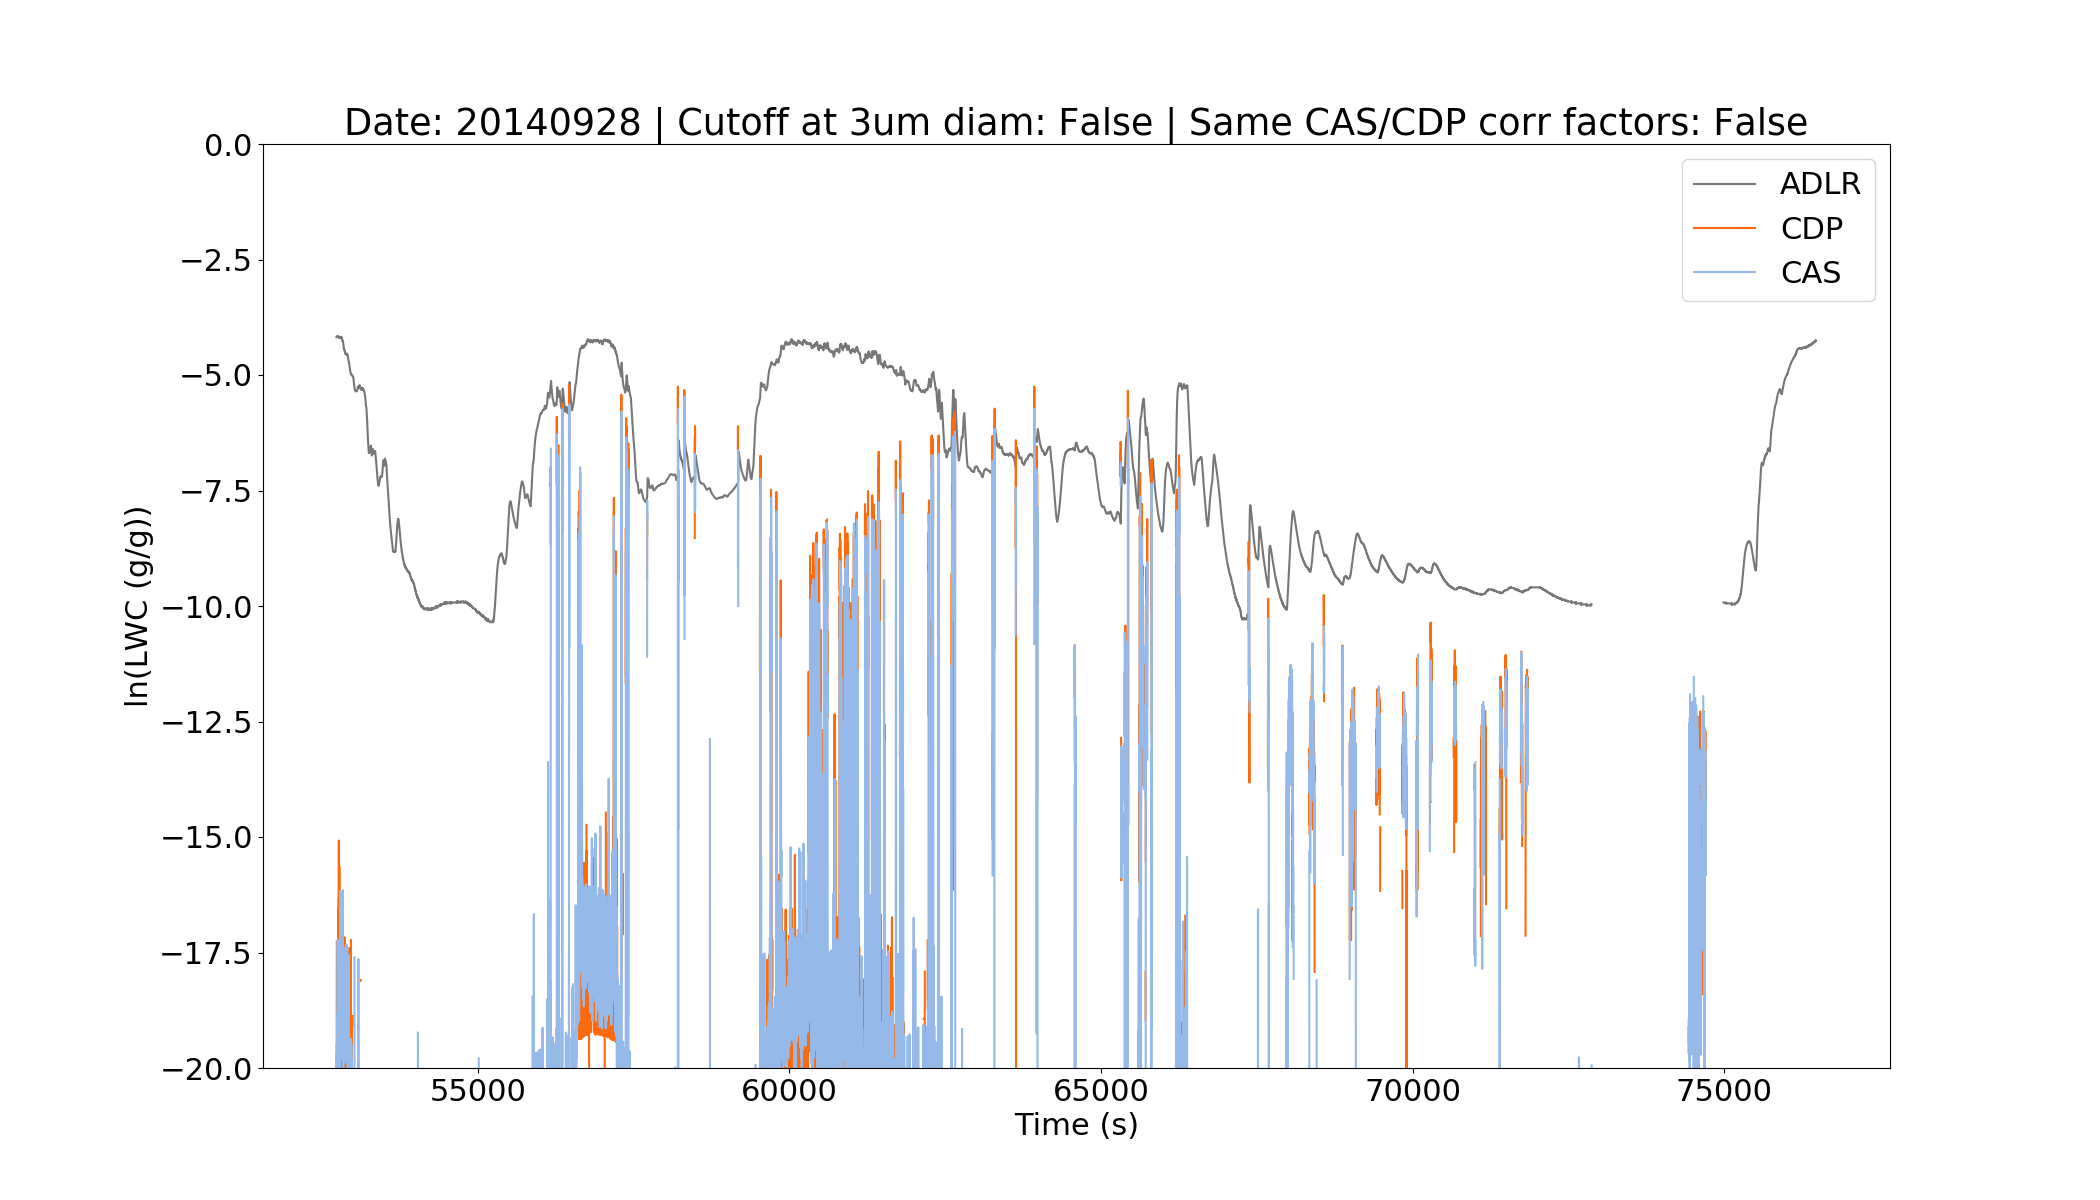 Date: 20140928 | Cutoff at 3um diam: False | Same CAS/CDP corr factors: False
ADLR
CDP
CAS
0.0
−2.5
−5.0
−7.5
−10.0
−12.5
−15.0
−17.5
−20.0
ln(LWC (g/g))
55000 60000 65000 70000 75000
Time (s)